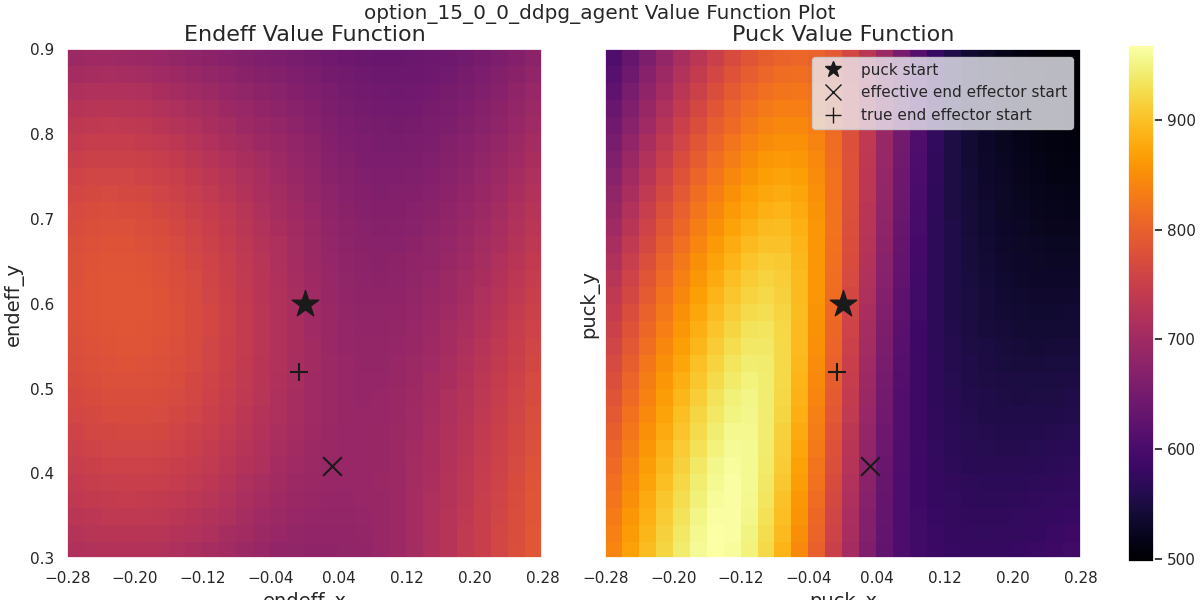 option_15_0_0_ddpg_agent Value Function Plot
Endeff Value Function
Puck Value Function
puck start
effective end effector start
true end effector start
endeff_y
0.9
0.8
0.7
0.6
0.5
0.4
0.3
−0.28 −0.20 −0.12 −0.04 0.04 0.12 0.20 0.28
endeff_x
puck_y
−0.28 −0.20 −0.12 −0.04 0.04 0.12 0.20 0.28
puck_x
900
800
700
600
500